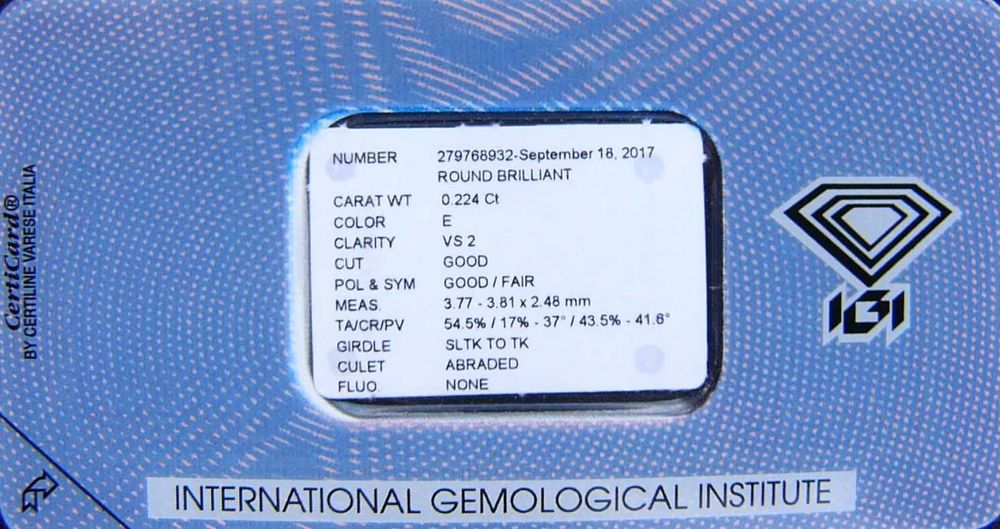 NUMBER 279768932-September 18, 2017
ROUND BRILLIANT
CARAT WT 0.224 Ct
COLOR E
CLARITY VS 2
CUT GOOD
POL & SYM GOOD / FAIR
MEAS. 3.77 - 3.81 x 2.48 mm
TA/CR/PV 54.5% / 17% - 37° / 43.5% - 41.6°
GIRDLE SLTK TO TK
CULET ABRADED
FLUO. NONE
CertiCard®
BY CERTILINE VARESE ITALIA
IGI
INTERNATIONAL GEMOLOGICAL INSTITUTE